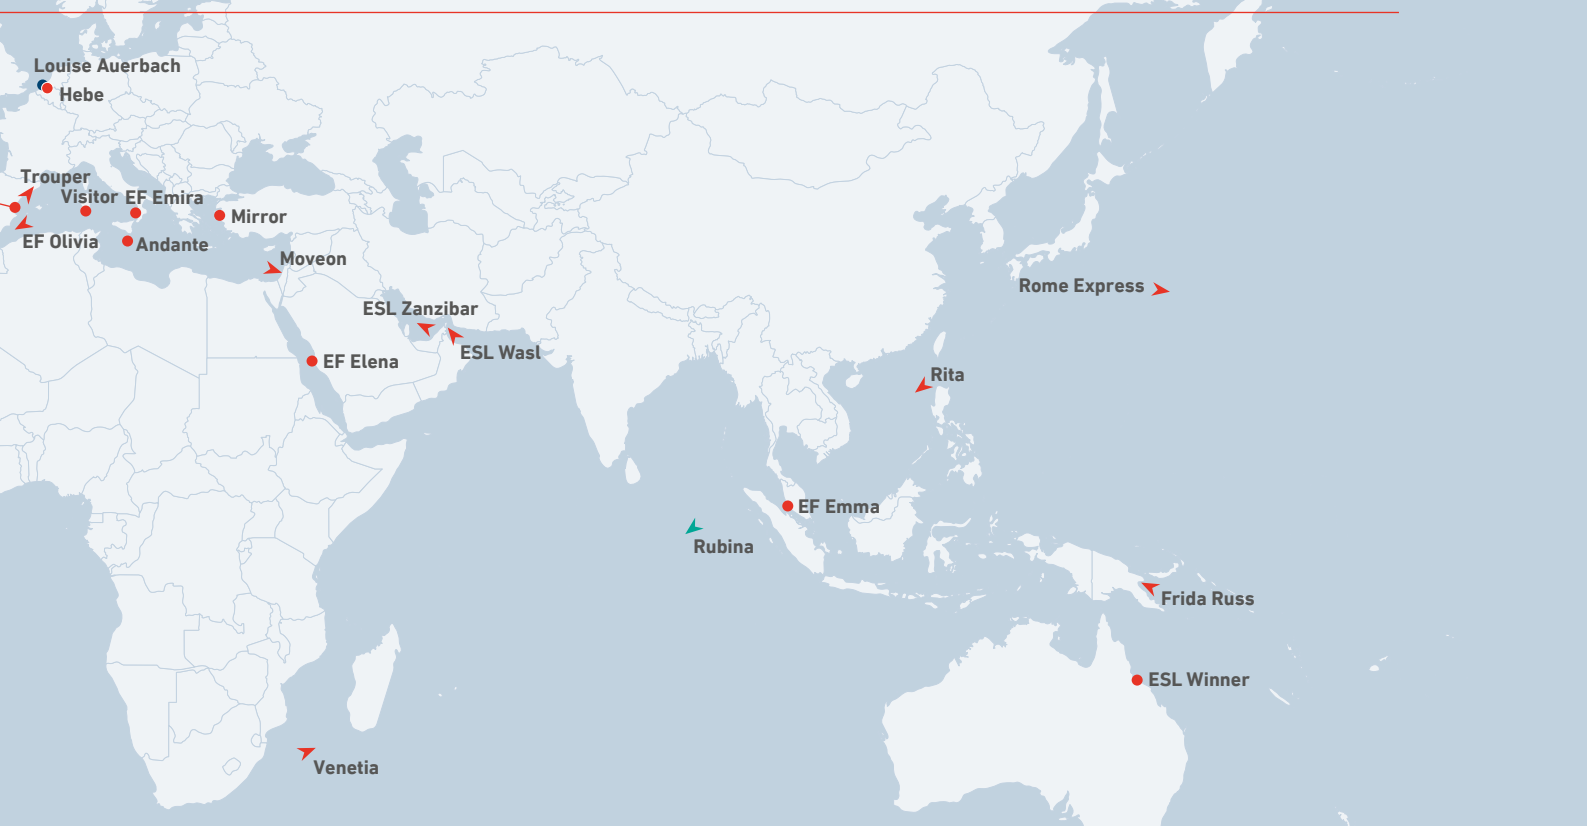 Louise Auerbach
Hebe
Trouper
Visitor
EF Emira
Mirror
EF Olivia
Andante
Moveon
Rome Express
ESL Zanzibar
ESL Wasl
EF Elena
Rita
EF Emma
Rubina
Frida Russ
ESL Winner
Venetia